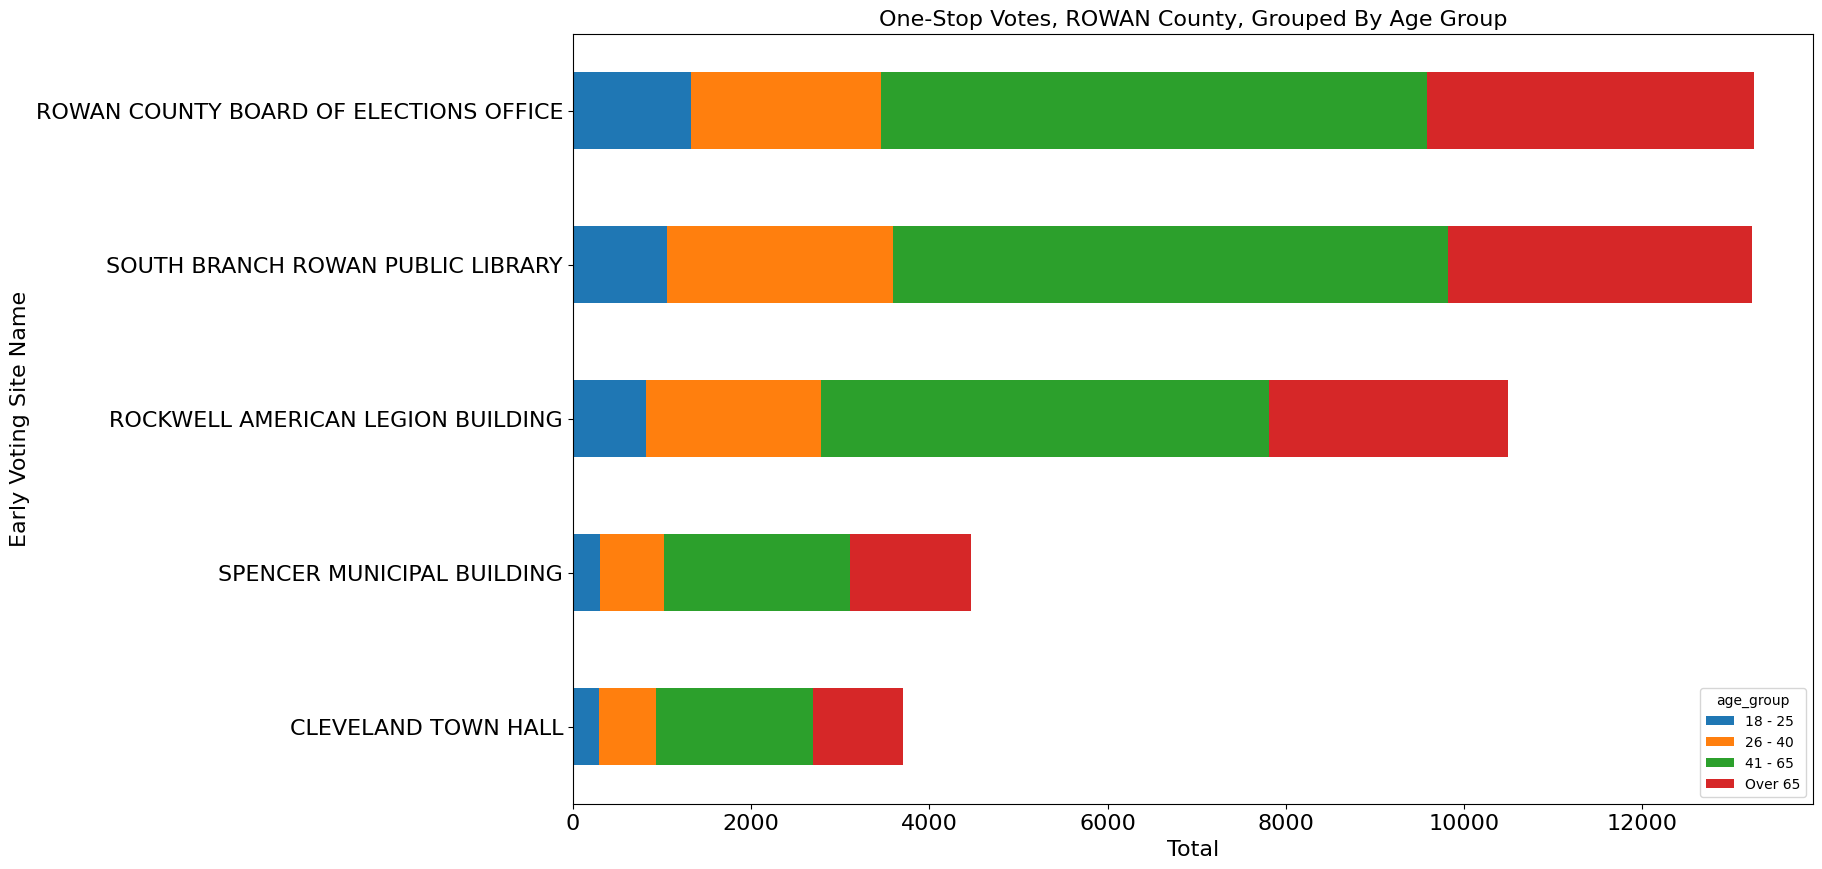 One-Stop Votes, ROWAN County, Grouped By Age Group
Early Voting Site Name
ROWAN COUNTY BOARD OF ELECTIONS OFFICE
SOUTH BRANCH ROWAN PUBLIC LIBRARY
ROCKWELL AMERICAN LEGION BUILDING
SPENCER MUNICIPAL BUILDING
CLEVELAND TOWN HALL
age_group
18 - 25
26 - 40
41 - 65
Over 65
0 2000 4000 6000 8000 10000 12000
Total